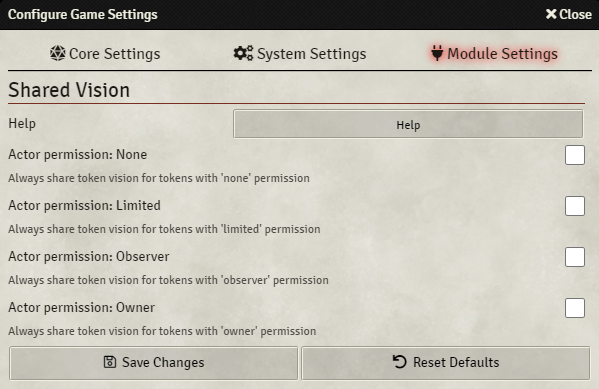 Configure Game Settings
Close
Core Settings
System Settings
Module Settings
Shared Vision
Help
Help
Actor permission: None
Always share token vision for tokens with 'none' permission
Actor permission: Limited
Always share token vision for tokens with 'limited' permission
Actor permission: Observer
Always share token vision for tokens with 'observer' permission
Actor permission: Owner
Always share token vision for tokens with 'owner' permission
Save Changes
Reset Defaults